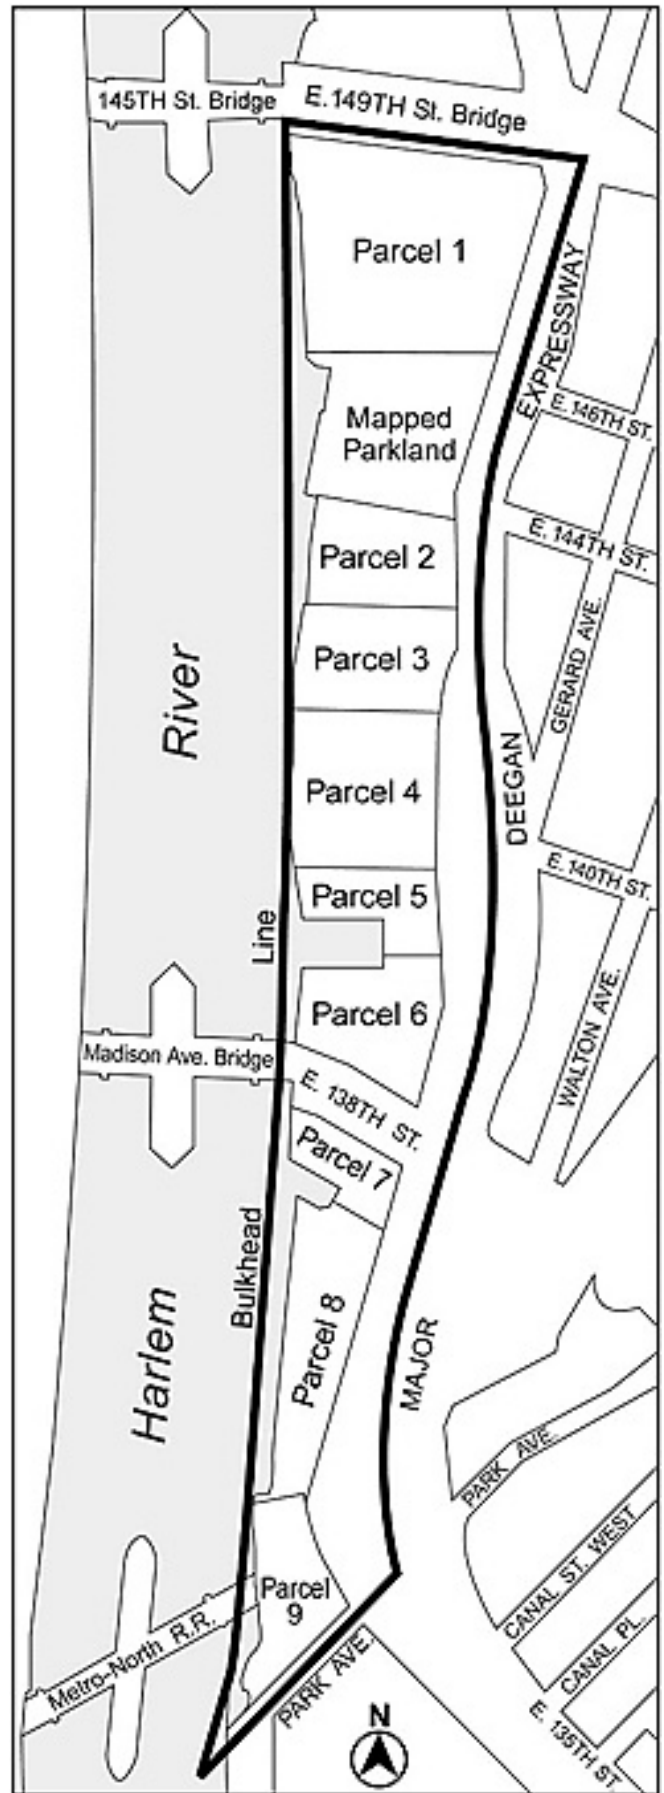 145TH St. Bridge
E. 149TH St. Bridge
Parcel 1
EXPRESSWAY
E. 146TH ST.
Mapped
Parkland
E. 144TH ST.
Parcel 2
GERARD AVE.
Parcel 3
River
DEEGAN
Parcel 4
E. 140TH ST.
Parcel 5
Line
WALTON AVE.
Parcel 6
Madison Ave. Bridge
E. 138TH ST.
Parcel 7
Bulkhead
Parcel 8
Harlem
MAJOR
PARK AVE.
CANAL ST. WEST
Parcel
9
Metro-North R.R.
CANAL PL.
PARK AVE.
E. 135TH ST.
N